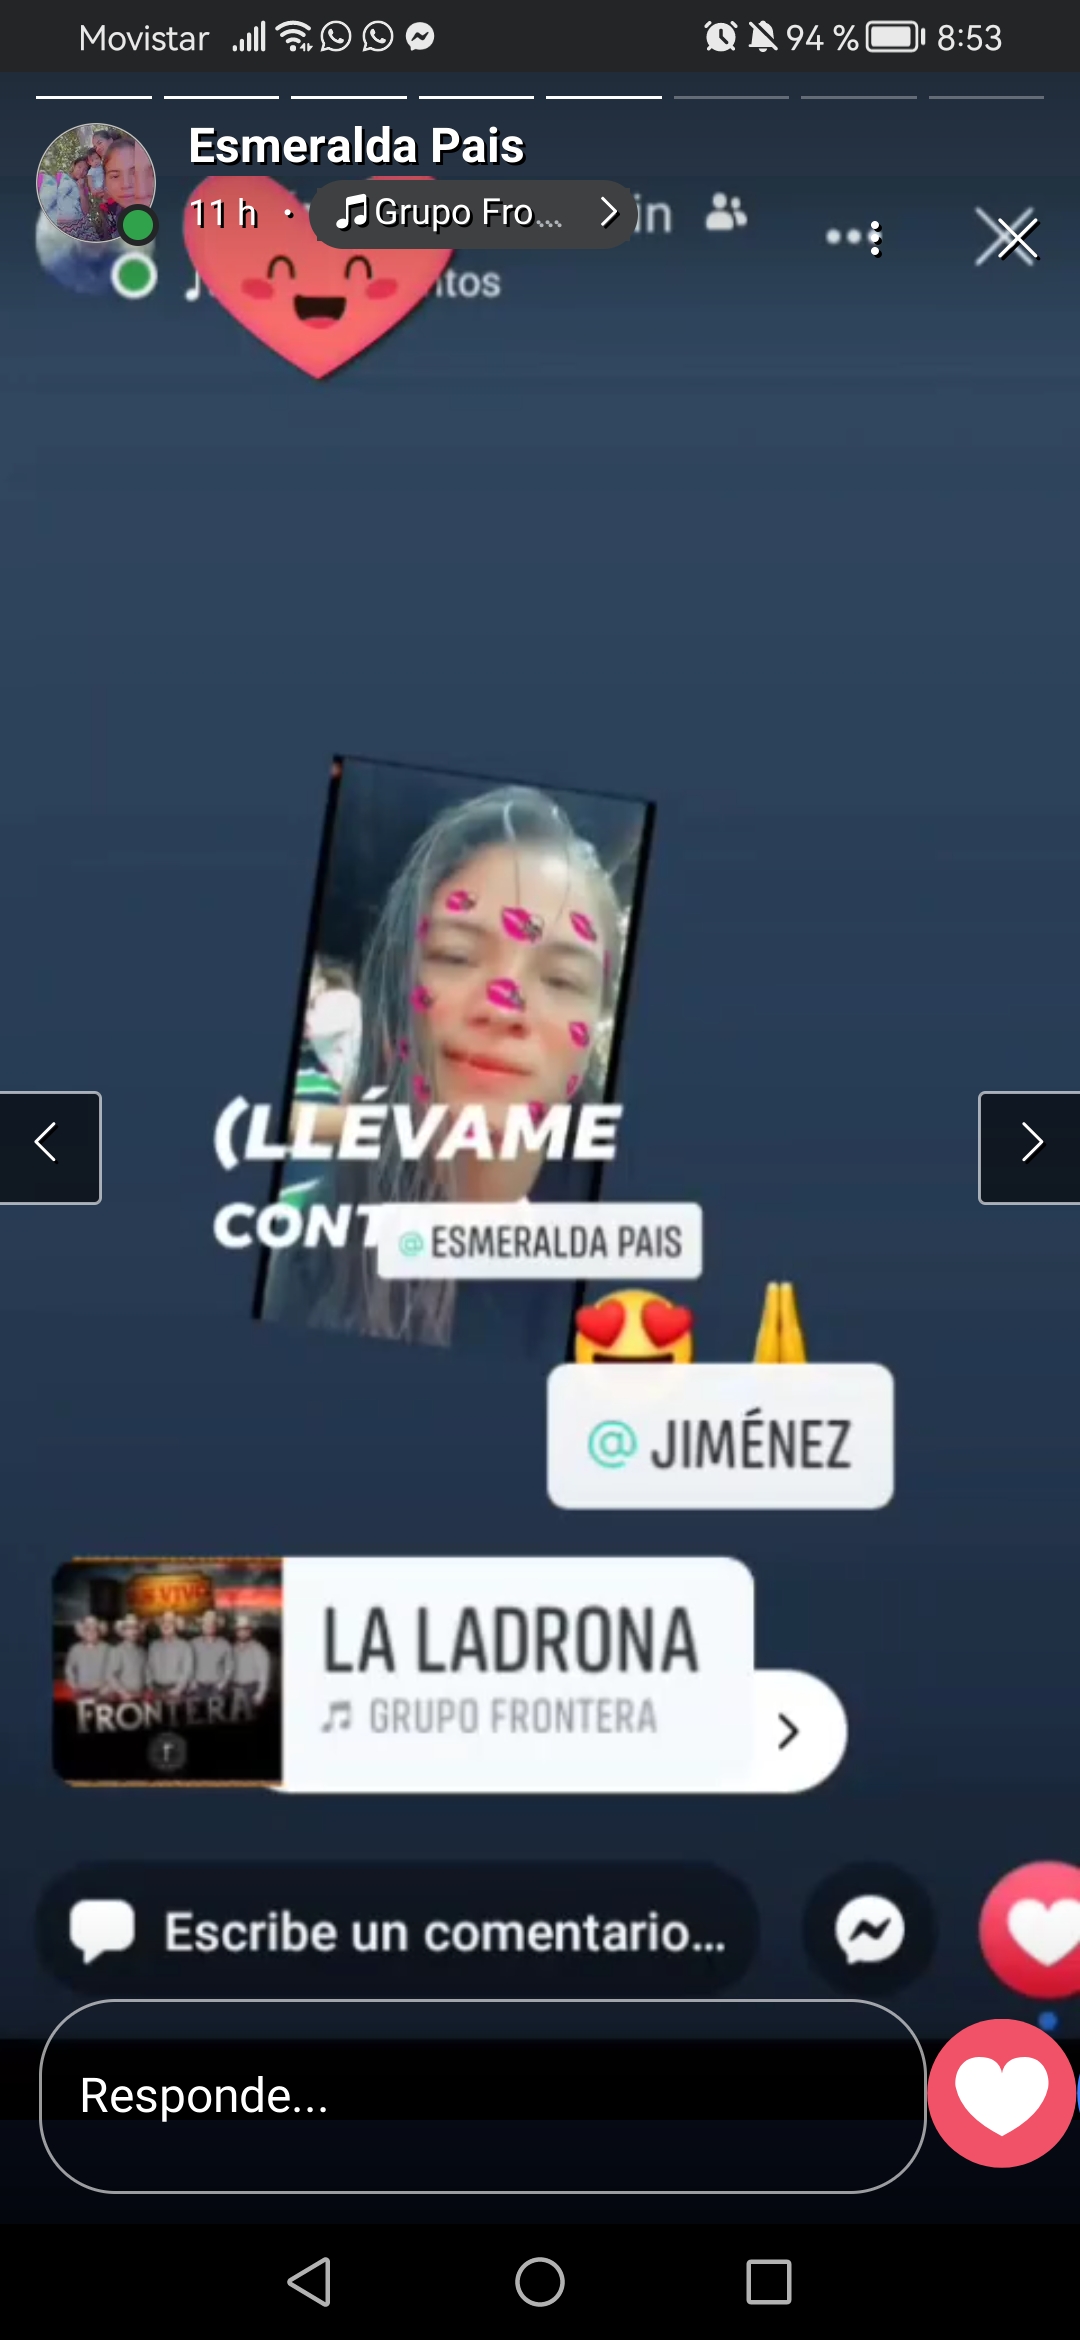 Movistar 94 % 8:53
Esmeralda Pais
11 h · Grupo Fro... in
ntos
(LLÉVAME
CONT
@ ESMERALDA PAIS
@ JIMÉNEZ
EN VIVO
FRONTERA
LA LADRONA
GRUPO FRONTERA
Escribe un comentario...
Responde...